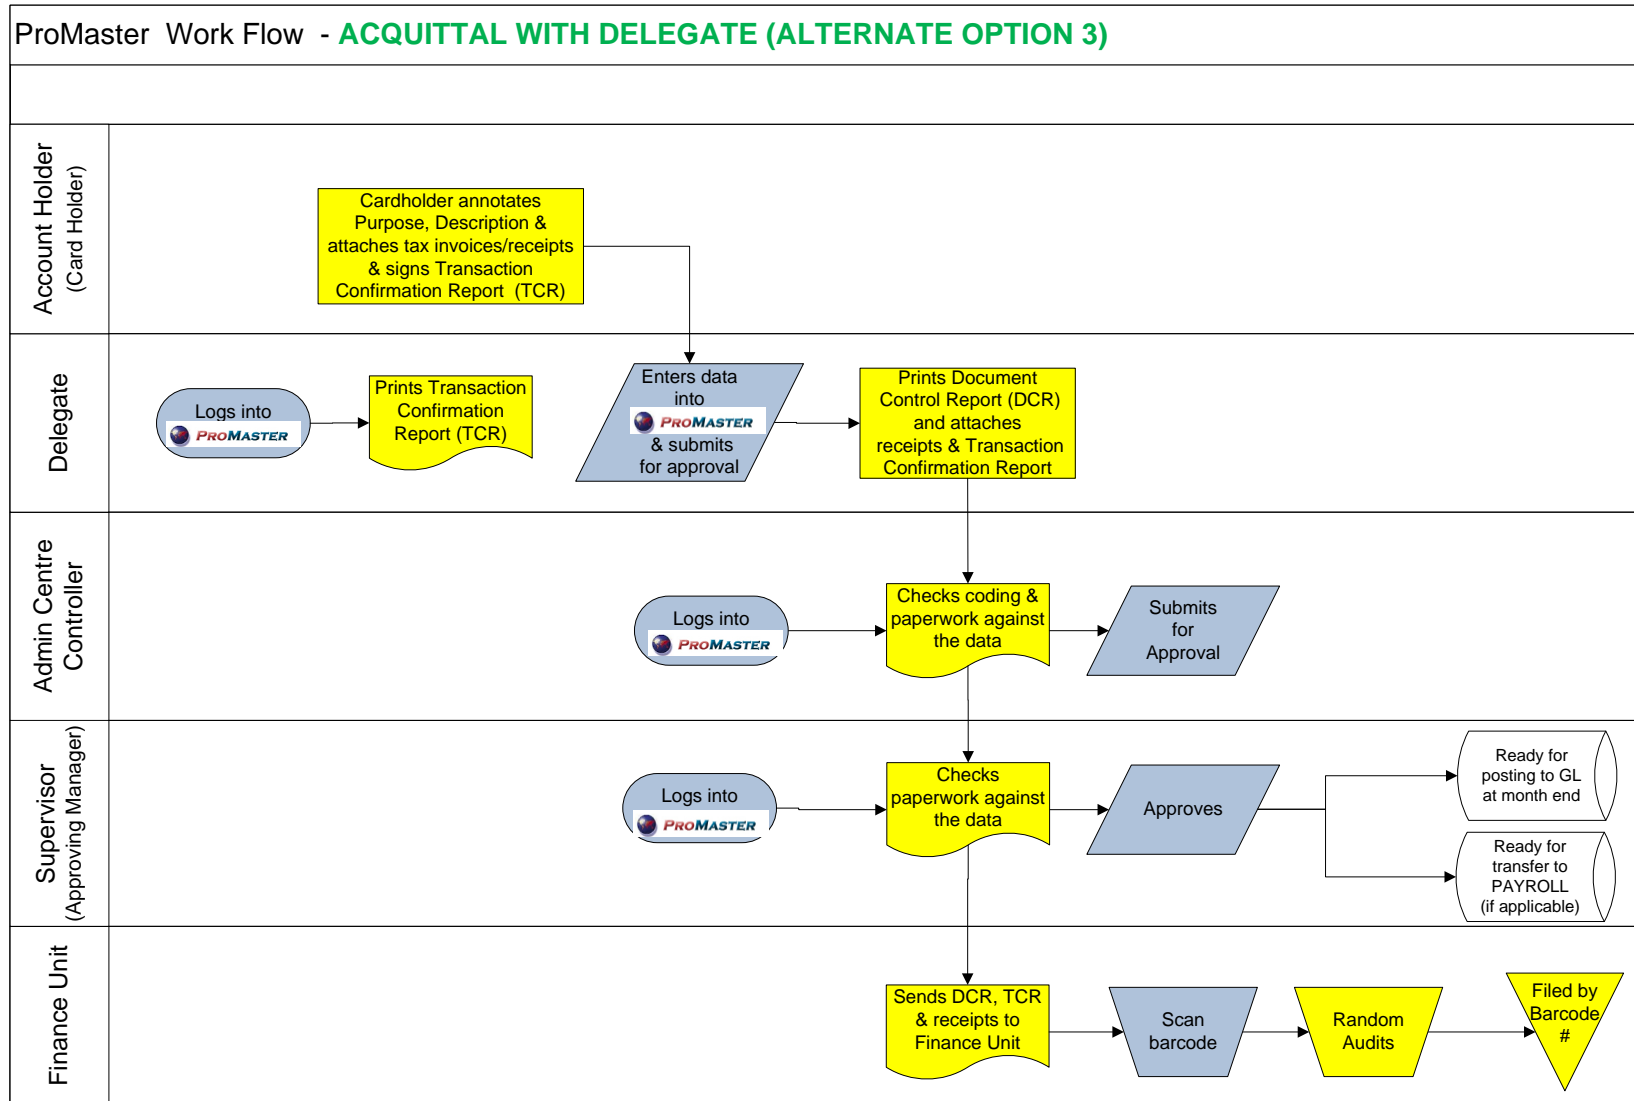 ProMaster Work Flow - ACQUITTAL WITH DELEGATE (ALTERNATE OPTION 3)
Account Holder
(Card Holder)
Cardholder annotates
Purpose, Description &
attaches tax invoices/receipts
& signs Transaction
Confirmation Report (TCR)
Delegate
Logs into
PROMASTER
Prints Transaction
Confirmation
Report (TCR)
Enters data
into
PROMASTER
& submits
for approval
Prints Document
Control Report (DCR)
and attaches
receipts & Transaction
Confirmation Report
Admin Centre
Controller
Logs into
PROMASTER
Checks coding &
paperwork against
the data
Submits
for
Approval
Supervisor
(Approving Manager)
Logs into
PROMASTER
Checks
paperwork against
the data
Approves
Ready for
posting to GL
at month end
Ready for
transfer to
PAYROLL
(if applicable)
Finance Unit
Sends DCR, TCR
& receipts to
Finance Unit
Scan
barcode
Random
Audits
Filed by
Barcode
#